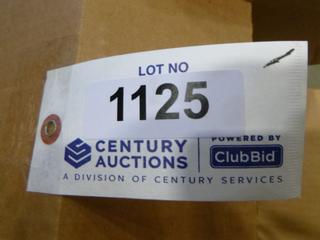 LOT NO
1125
CENTURY AUCTIONS
POWERED BY
ClubBid
A DIVISION OF CENTURY SERVICES